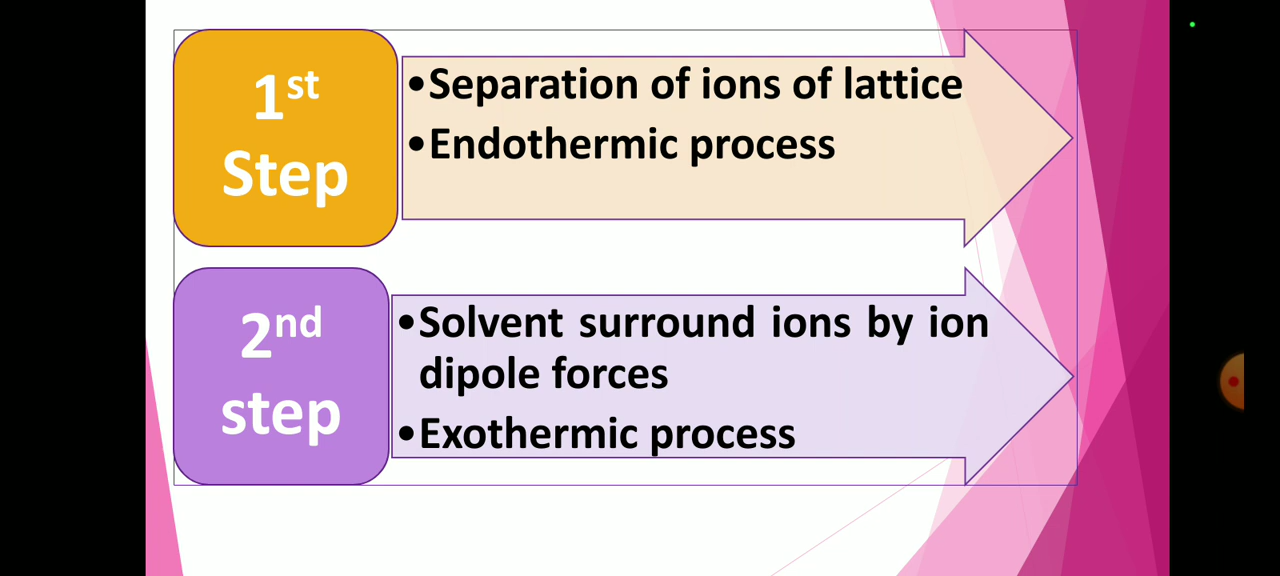 1st
Step
•Separation of ions of lattice
•Endothermic process
2nd
step
•Solvent surround ions by ion
dipole forces
•Exothermic process